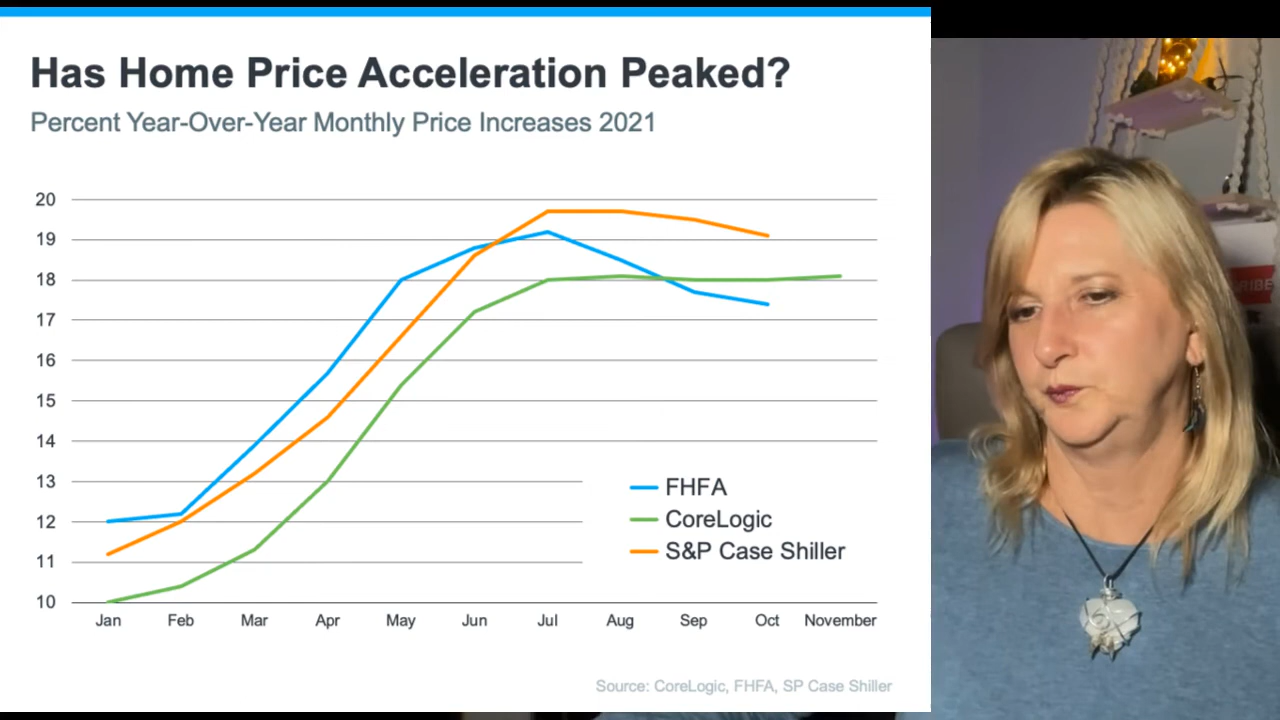 Has Home Price Acceleration Peaked?
Percent Year-Over-Year Monthly Price Increases 2021
20
19
18
17
16
15
14
13
12
11
10
FHFA
CoreLogic
S&P Case Shiller
Jan Feb Mar Apr May Jun Jul Aug Sep Oct November
Source: CoreLogic, FHFA, SP Case Shiller